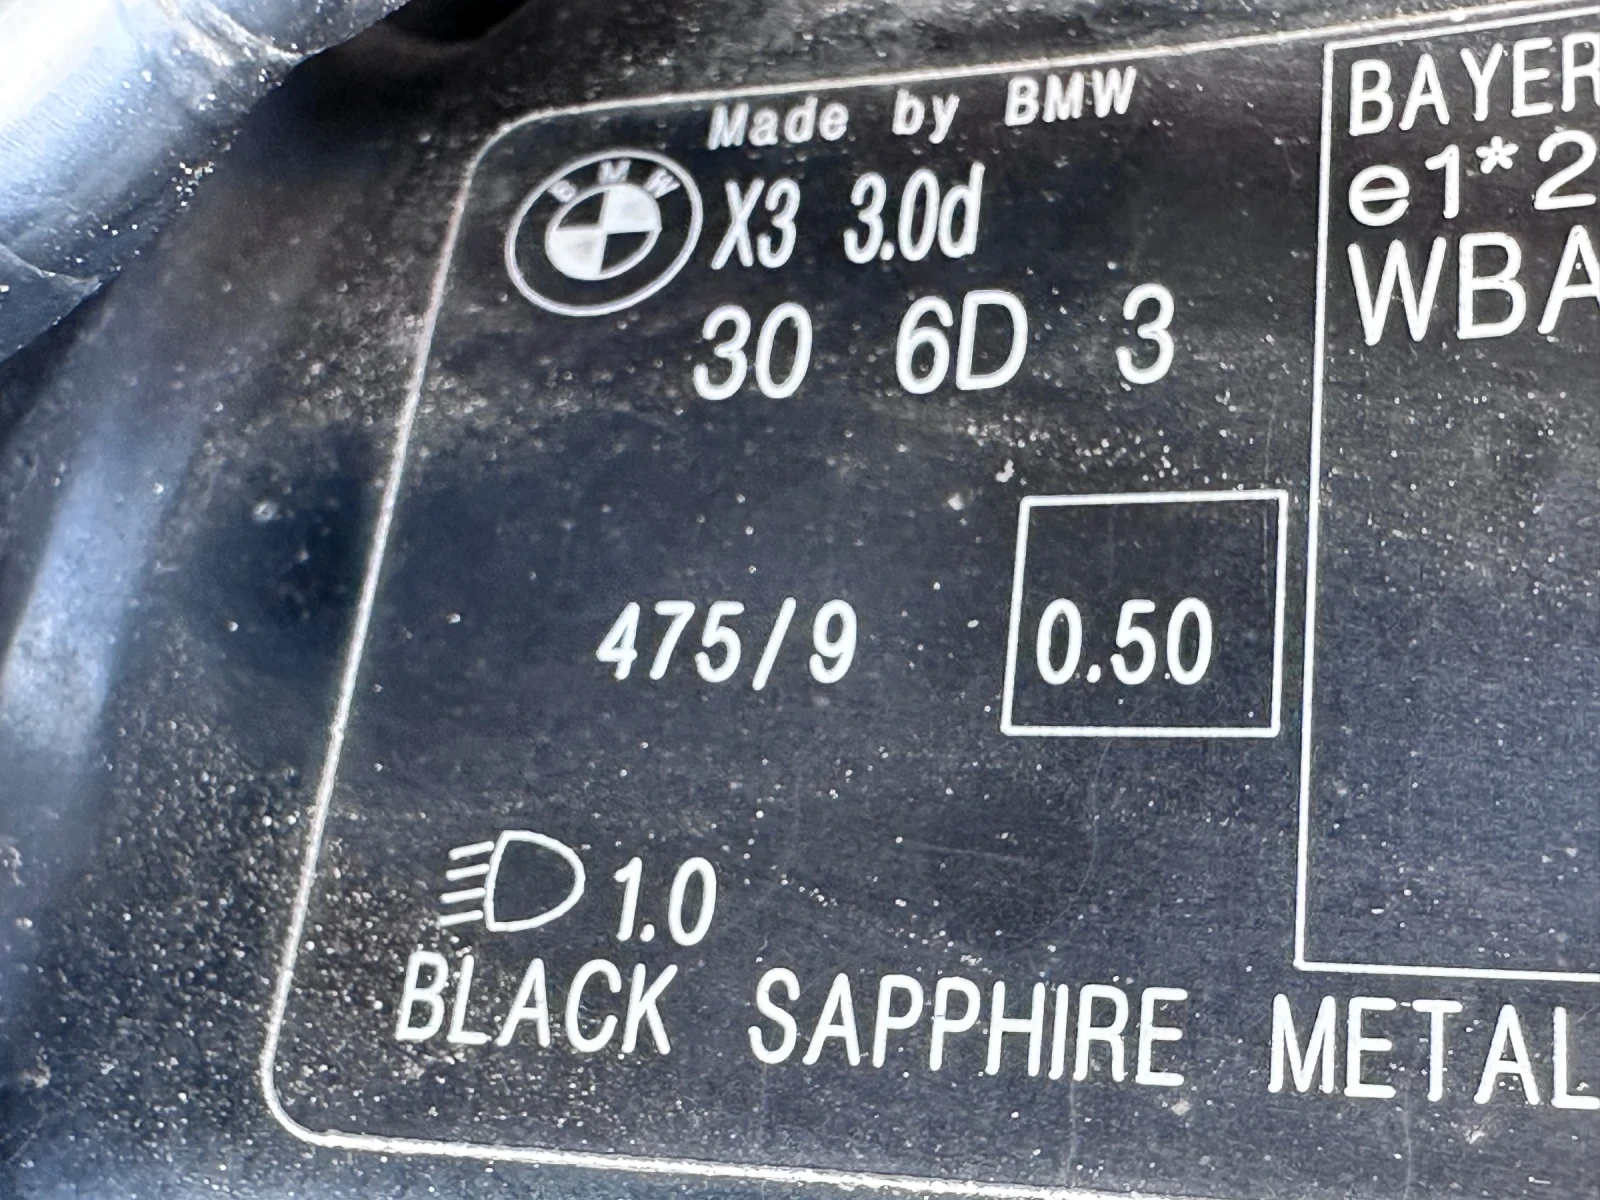 Made by BMW
BMW
X3 3.0d
30 6D 3
475/9
0.50
1.0
BLACK SAPPHIRE METAL
BAYER
e1*2
WBA